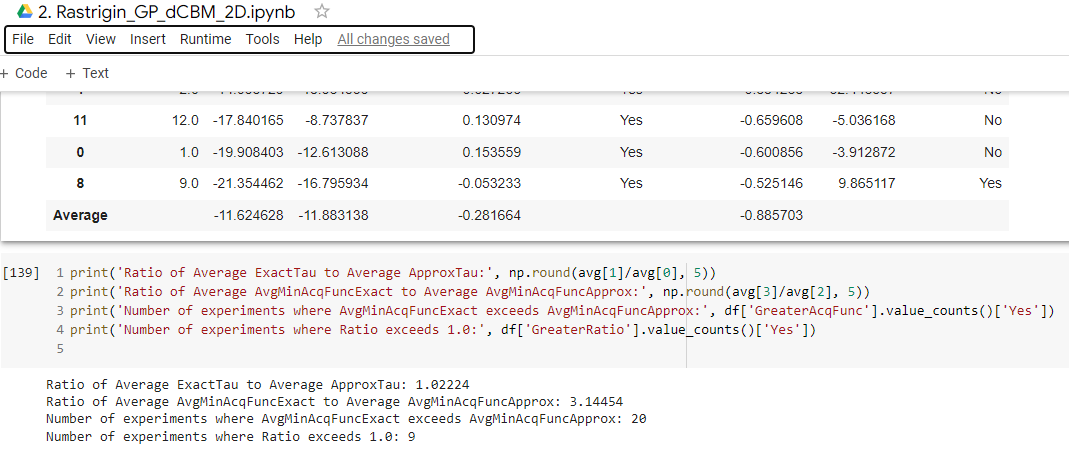 2. Rastrigin_GP_dCBM_2D.ipynb
File Edit View Insert Runtime Tools Help All changes saved
+ Code + Text
11 12.0 -17.840165 -8.737837 0.130974 Yes -0.659608 -5.036168 No
0 1.0 -19.908403 -12.613088 0.153559 Yes -0.600856 -3.912872 No
8 9.0 -21.354462 -16.795934 -0.053233 Yes -0.525146 9.865117 Yes
Average -11.624628 -11.883138 -0.281664 -0.885703
[139] 1 print('Ratio of Average ExactTau to Average ApproxTau:', np.round(avg[1]/avg[0], 5))
2 print('Ratio of Average AvgMinAcqFuncExact to Average AvgMinAcqFuncApprox:', np.round(avg[3]/avg[2], 5))
3 print('Number of experiments where AvgMinAcqFuncExact exceeds AvgMinAcqFuncApprox:', df['GreaterAcqFunc'].value_counts()['Yes'])
4 print('Number of experiments where Ratio exceeds 1.0:', df['GreaterRatio'].value_counts()['Yes'])
5
Ratio of Average ExactTau to Average ApproxTau: 1.02224
Ratio of Average AvgMinAcqFuncExact to Average AvgMinAcqFuncApprox: 3.14454
Number of experiments where AvgMinAcqFuncExact exceeds AvgMinAcqFuncApprox: 20
Number of experiments where Ratio exceeds 1.0: 9